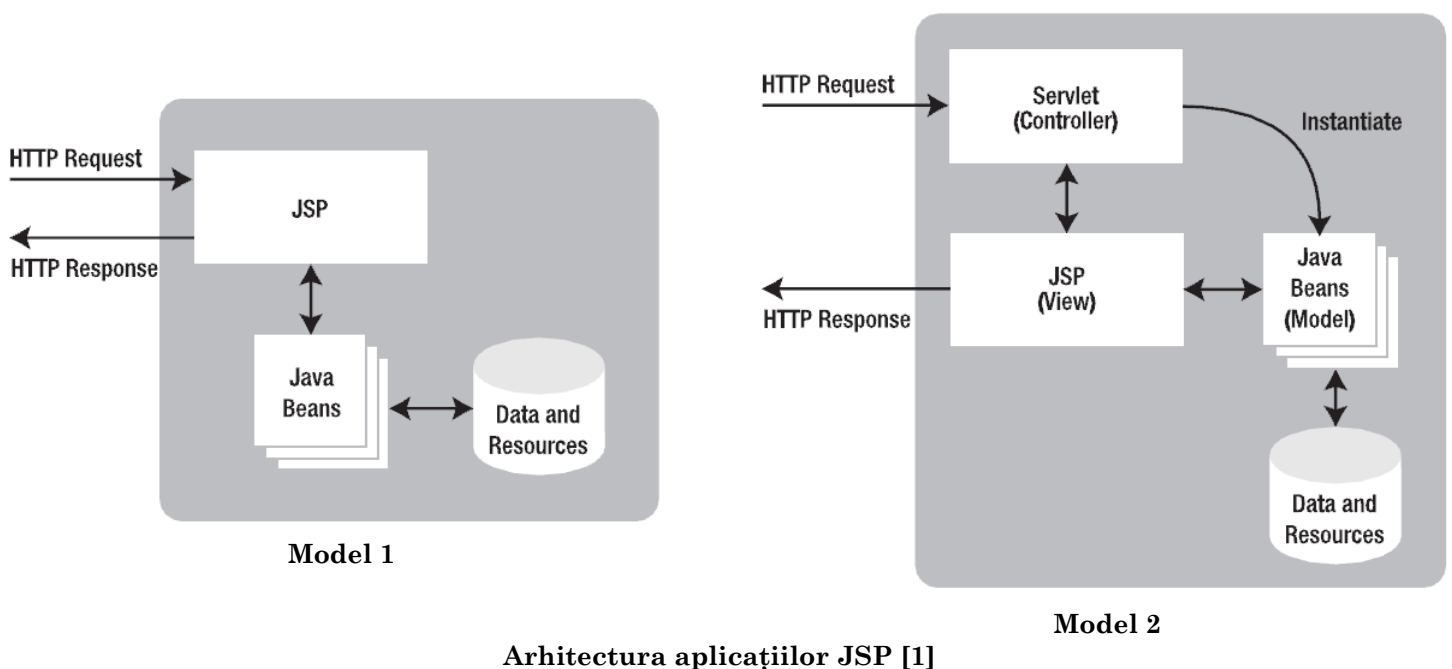 HTTP Request
JSP
HTTP Response
Java
Beans
Data and
Resources
Model 1
HTTP Request
Servlet
(Controller)
Instantiate
JSP
(View)
Java
Beans
(Model)
HTTP Response
Data and
Resources
Model 2
Arhitectura aplicațiilor JSP [1]